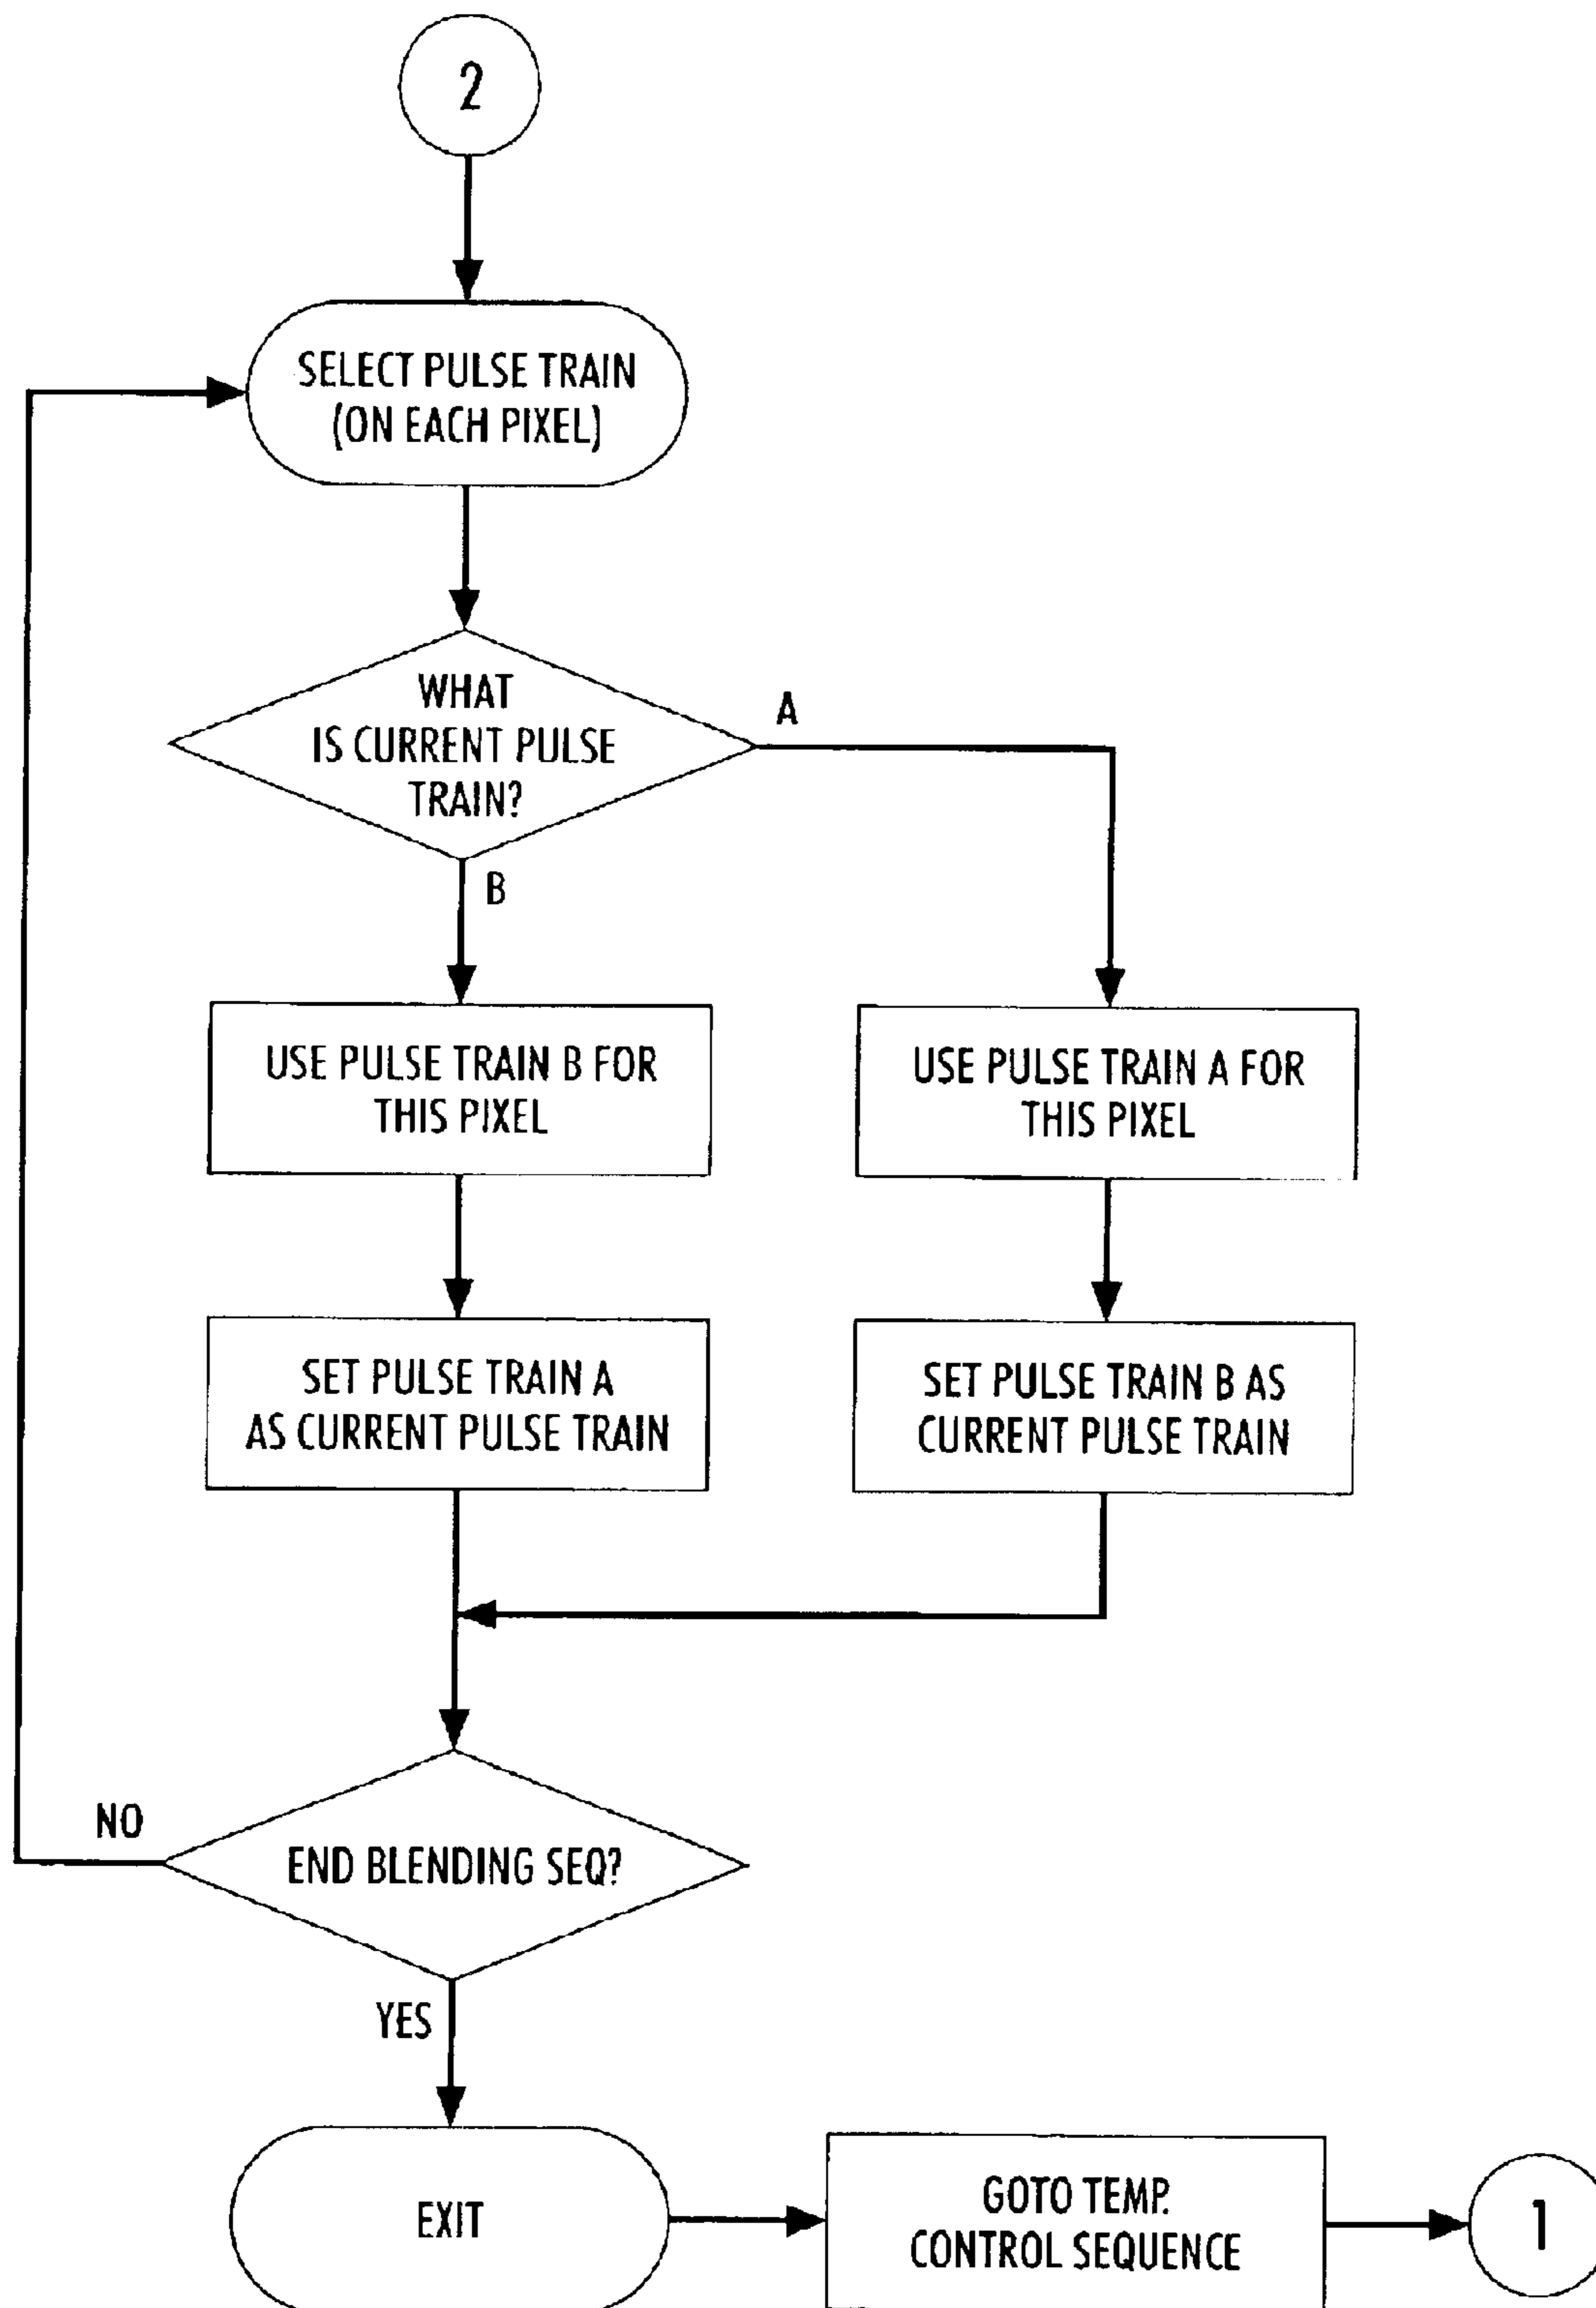 2
SELECT PULSE TRAIN
(ON EACH PIXEL)
WHAT
IS CURRENT PULSE
TRAIN?
A
B
USE PULSE TRAIN B FOR
THIS PIXEL
USE PULSE TRAIN A FOR
THIS PIXEL
SET PULSE TRAIN A
AS CURRENT PULSE TRAIN
SET PULSE TRAIN B AS
CURRENT PULSE TRAIN
NO
END BLENDING SEQ?
YES
EXIT
GOTO TEMP.
CONTROL SEQUENCE
1